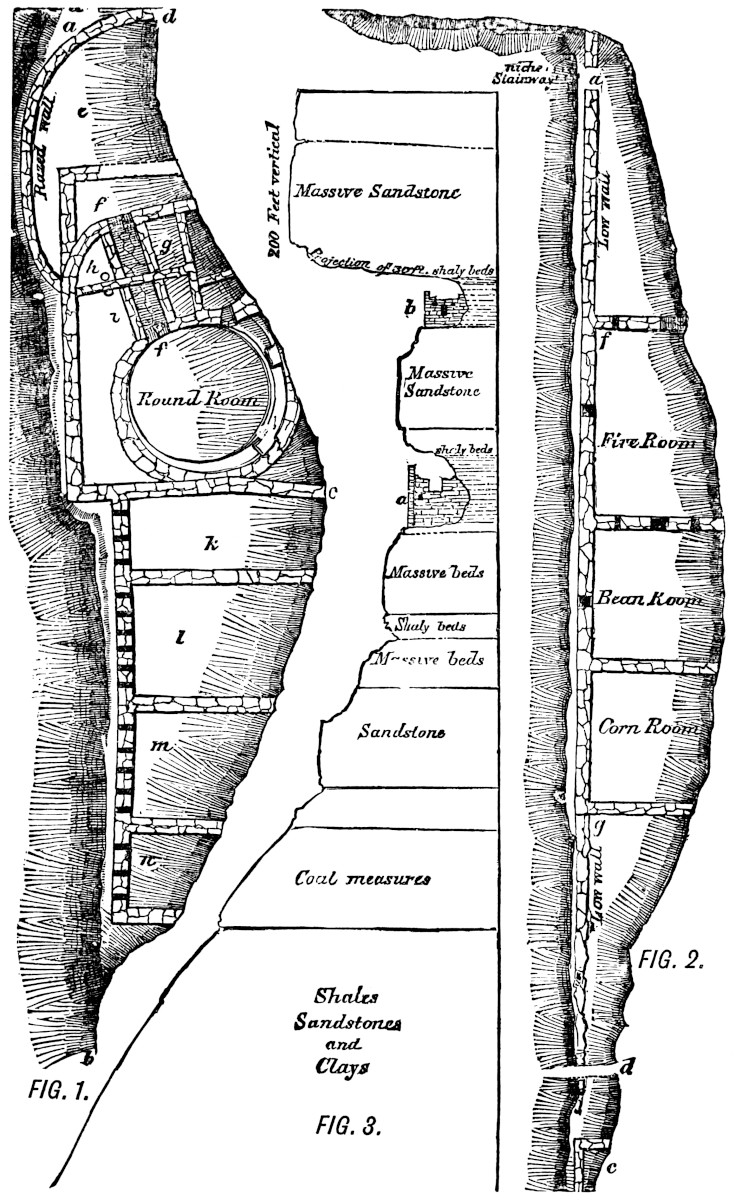 a
d
e
Razed wall
f
g
h
i
f
Round Room
c
k
l
m
n
b
FIG. 1.
200 Feet vertical
Massive Sandstone
Projection of 30 ft.
shaly beds
b
Massive
Sandstone
shaly beds
a
Massive beds
Shaly beds
Massive beds
Sandstone
Coal measures
Shales
Sandstones
and
Clays
FIG. 3.
niche
Stairway
a
Low wall
f
Fire Room
Bean Room
Corn Room
g
Low wall
FIG. 2.
d
c